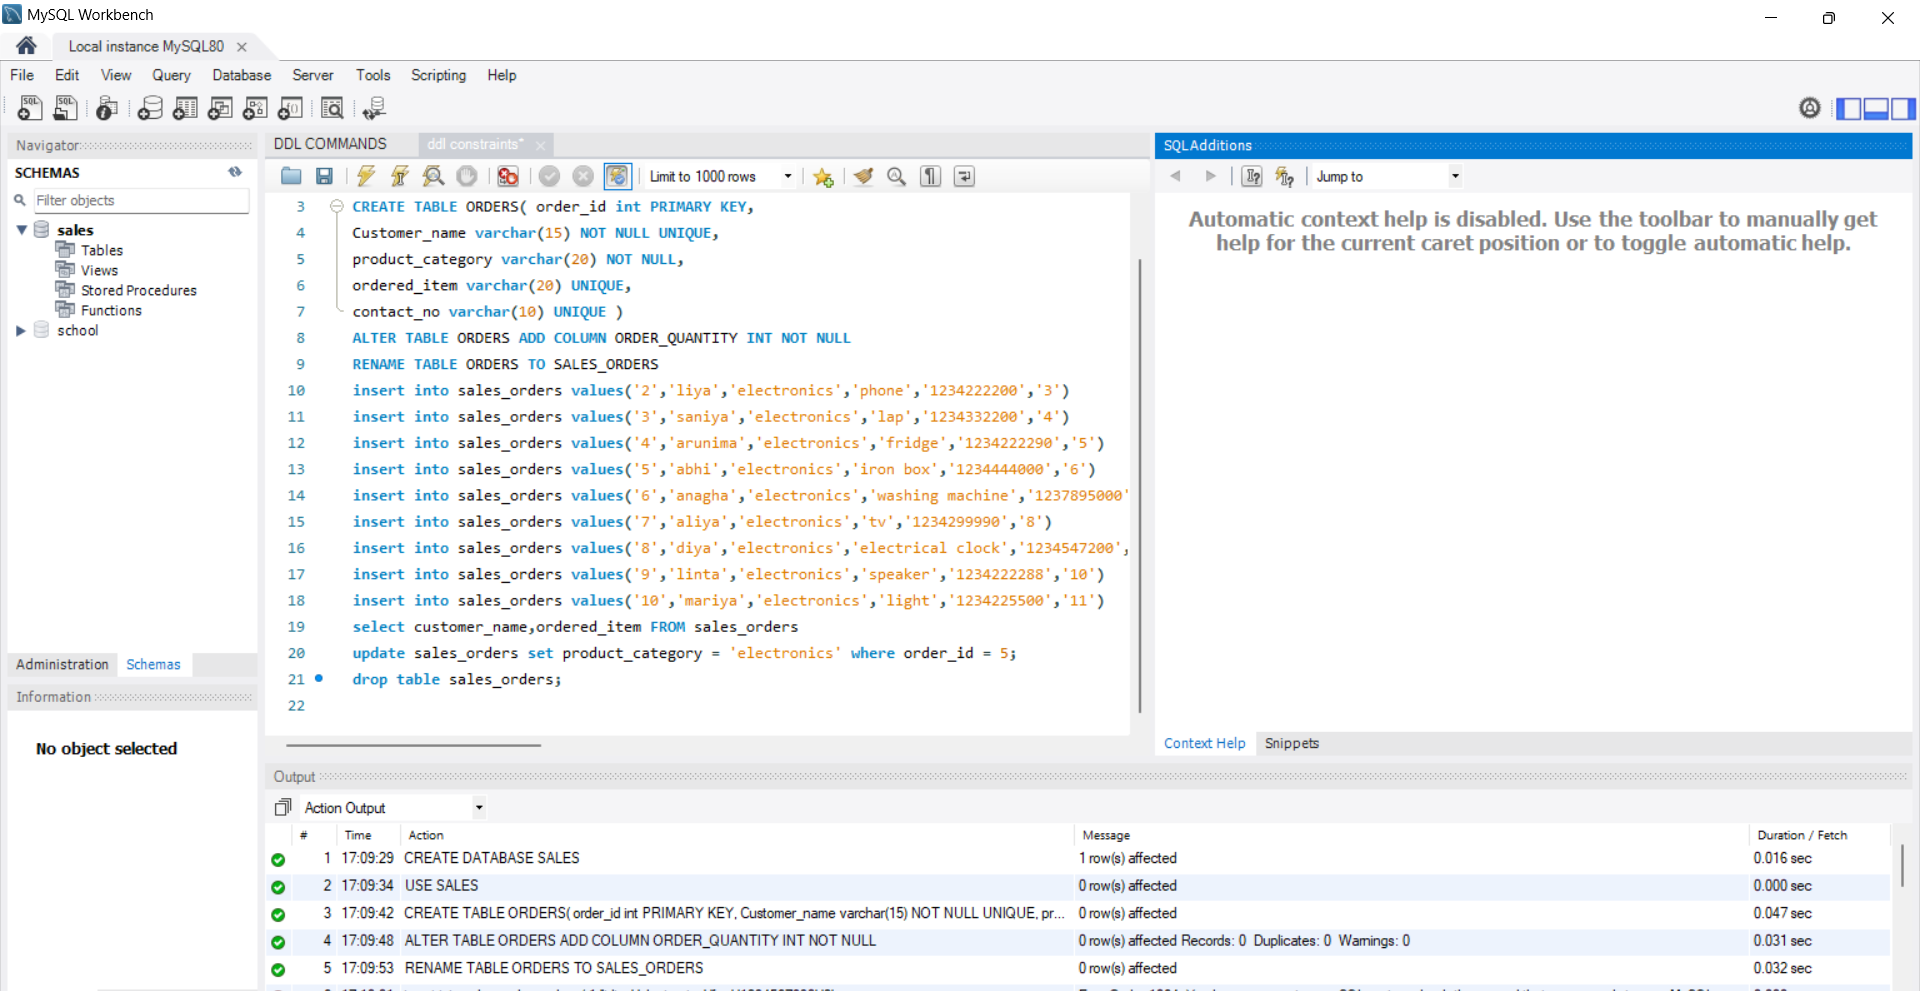 MySQL Workbench
Local instance MySQL80
File Edit View Query Database Server Tools Scripting Help
Navigator
SCHEMAS
Filter objects
sales
Tables
Views
Stored Procedures
Functions
school
Administration Schemas
Information
No object selected
DDL COMMANDS ddl constraints*
Limit to 1000 rows
3 CREATE TABLE ORDERS( order_id int PRIMARY KEY,
4 Customer_name varchar(15) NOT NULL UNIQUE,
5 product_category varchar(20) NOT NULL,
6 ordered_item varchar(20) UNIQUE,
7 contact_no varchar(10) UNIQUE )
8 ALTER TABLE ORDERS ADD COLUMN ORDER_QUANTITY INT NOT NULL
9 RENAME TABLE ORDERS TO SALES_ORDERS
10 insert into sales_orders values('2','liya','electronics','phone','1234222200','3')
11 insert into sales_orders values('3','saniya','electronics','lap','1234332200','4')
12 insert into sales_orders values('4','arunima','electronics','fridge','1234222290','5')
13 insert into sales_orders values('5','abhi','electronics','iron box','1234444000','6')
14 insert into sales_orders values('6','anagha','electronics','washing machine','1237895000'
15 insert into sales_orders values('7','aliya','electronics','tv','1234299990','8')
16 insert into sales_orders values('8','diya','electronics','electrical clock','1234547200',
17 insert into sales_orders values('9','linta','electronics','speaker','1234222288','10')
18 insert into sales_orders values('10','mariya','electronics','light','1234225500','11')
19 select customer_name,ordered_item FROM sales_orders
20 update sales_orders set product_category = 'electronics' where order_id = 5;
21 drop table sales_orders;
22
SQLAdditions
Jump to
Automatic context help is disabled. Use the toolbar to manually get
help for the current caret position or to toggle automatic help.
Context Help Snippets
Output
Action Output
# Time Action Message Duration / Fetch
1 17:09:29 CREATE DATABASE SALES 1 row(s) affected 0.016 sec
2 17:09:34 USE SALES 0 row(s) affected 0.000 sec
3 17:09:42 CREATE TABLE ORDERS( order_id int PRIMARY KEY, Customer_name varchar(15) NOT NULL UNIQUE, pr... 0 row(s) affected 0.047 sec
4 17:09:48 ALTER TABLE ORDERS ADD COLUMN ORDER_QUANTITY INT NOT NULL 0 row(s) affected Records: 0 Duplicates: 0 Warnings: 0 0.031 sec
5 17:09:53 RENAME TABLE ORDERS TO SALES_ORDERS 0 row(s) affected 0.032 sec